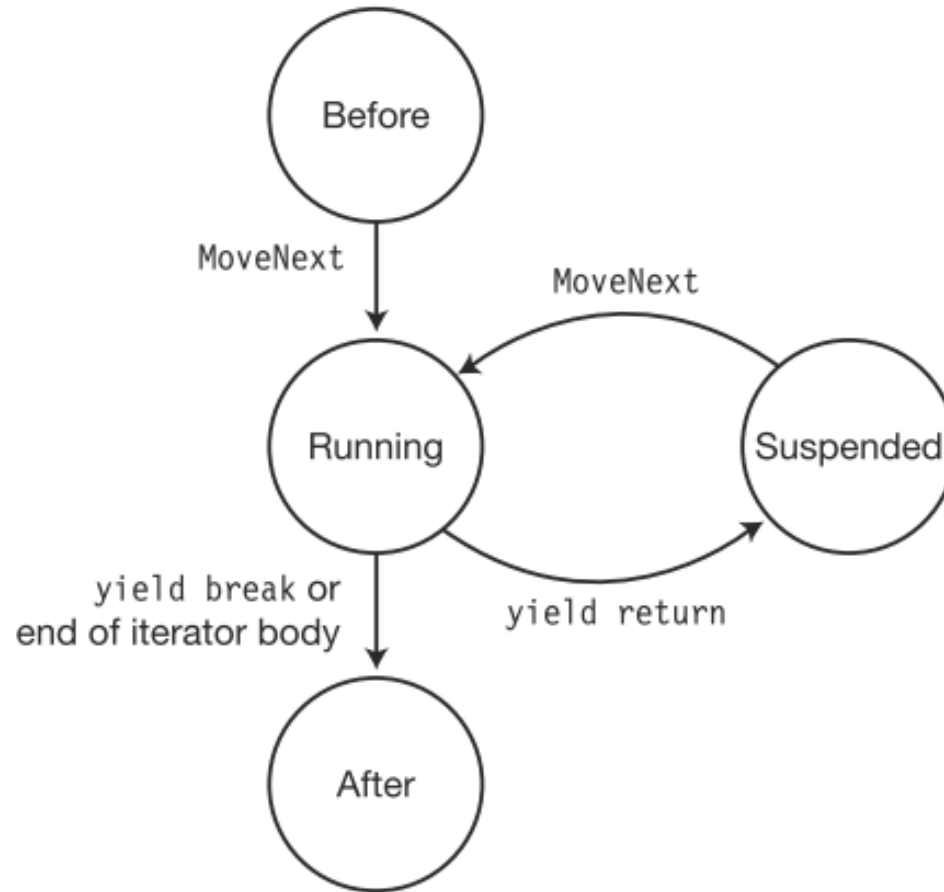 Before
MoveNext
MoveNext
Running
Suspended
yield break or
end of iterator body
yield return
After